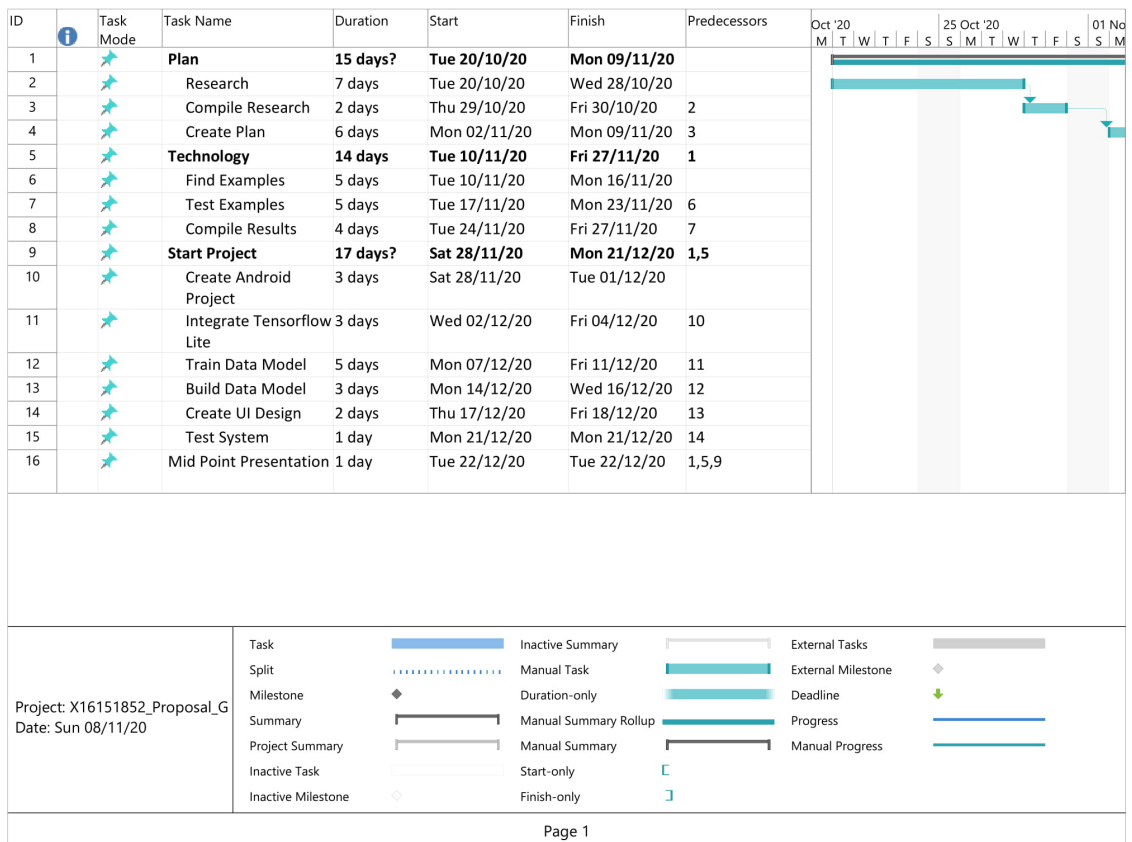 ID Task Mode Task Name Duration Start Finish Predecessors Oct '20 25 Oct '20 01 No
M T W T F S S M T W T F S S M
1 Plan 15 days? Tue 20/10/20 Mon 09/11/20
2 Research 7 days Tue 20/10/20 Wed 28/10/20
3 Compile Research 2 days Thu 29/10/20 Fri 30/10/20 2
4 Create Plan 6 days Mon 02/11/20 Mon 09/11/20 3
5 Technology 14 days Tue 10/11/20 Fri 27/11/20 1
6 Find Examples 5 days Tue 10/11/20 Mon 16/11/20
7 Test Examples 5 days Tue 17/11/20 Mon 23/11/20 6
8 Compile Results 4 days Tue 24/11/20 Fri 27/11/20 7
9 Start Project 17 days? Sat 28/11/20 Mon 21/12/20 1,5
10 Create Android Project 3 days Sat 28/11/20 Tue 01/12/20
11 Integrate Tensorflow Lite 3 days Wed 02/12/20 Fri 04/12/20 10
12 Train Data Model 5 days Mon 07/12/20 Fri 11/12/20 11
13 Build Data Model 3 days Mon 14/12/20 Wed 16/12/20 12
14 Create UI Design 2 days Thu 17/12/20 Fri 18/12/20 13
15 Test System 1 day Mon 21/12/20 Mon 21/12/20 14
16 Mid Point Presentation 1 day Tue 22/12/20 Tue 22/12/20 1,5,9
Project: X16151852_Proposal_G
Date: Sun 08/11/20
Task Inactive Summary External Tasks
Split Manual Task External Milestone
Milestone Duration-only Deadline
Summary Manual Summary Rollup Progress
Project Summary Manual Summary Manual Progress
Inactive Task Start-only
Inactive Milestone Finish-only
Page 1